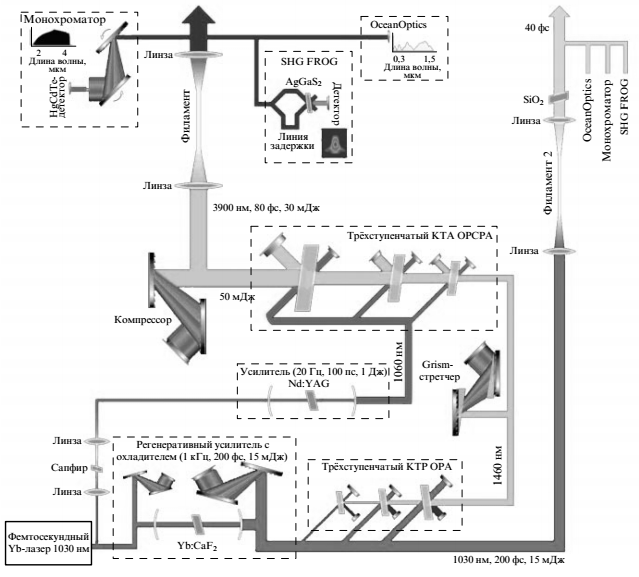 Монохроматор
2 4
Длина волны,
мкм
HgCdTe-
детектор
Линза
Филамент
Линза
OceanOptics
0,3 1,5
Длина волны,
мкм
SHG FROG
AgGaS2
Детектор
Линия
задержки
40 фс
SiO2
Линза
OceanOptics
Монохроматор
SHG FROG
Филамент 2
Линза
3900 нм, 80 фс, 30 мДж
Трёхступенчатый KTA OPCPA
50 мДж
Компрессор
1060 нм
Усилитель (20 Гц, 100 пс, 1 Дж)
Nd:YAG
Grism-
стретчер
1460 нм
Линза
Сапфир
Линза
Регенеративный усилитель с
охладителем (1 кГц, 200 фс, 15 мДж)
Yb:CaF2
Трёхступенчатый KTP OPA
Фемтосекундный
Yb-лазер 1030 нм
1030 нм, 200 фс, 15 мДж